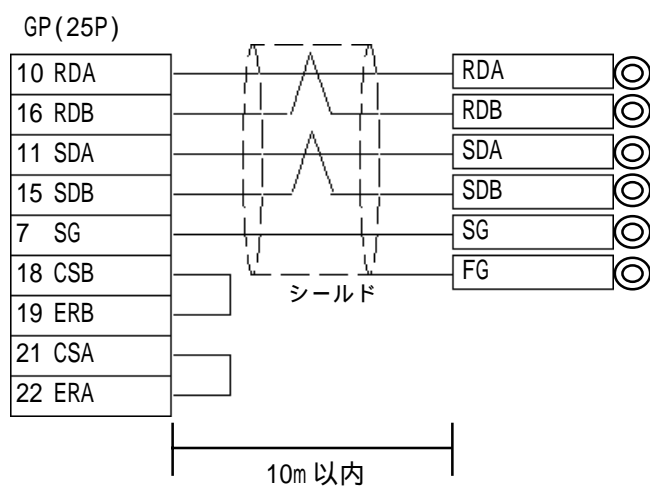 GP(25P)
10 RDA
RDA
16 RDB
RDB
11 SDA
SDA
15 SDB
SDB
7 SG
SG
18 CSB
FG
シールド
19 ERB
21 CSA
22 ERA
10m 以内